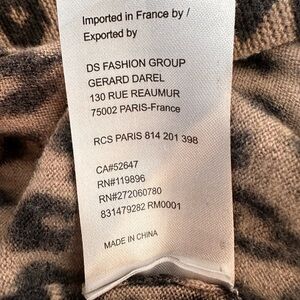 Imported in France by /
Exported by
DS FASHION GROUP
GERARD DAREL
130 RUE REAUMUR
75002 PARIS-France
RCS PARIS 814 201 398
CA#52647
RN#119896
RN#272060780
831479282 RM0001
MADE IN CHINA